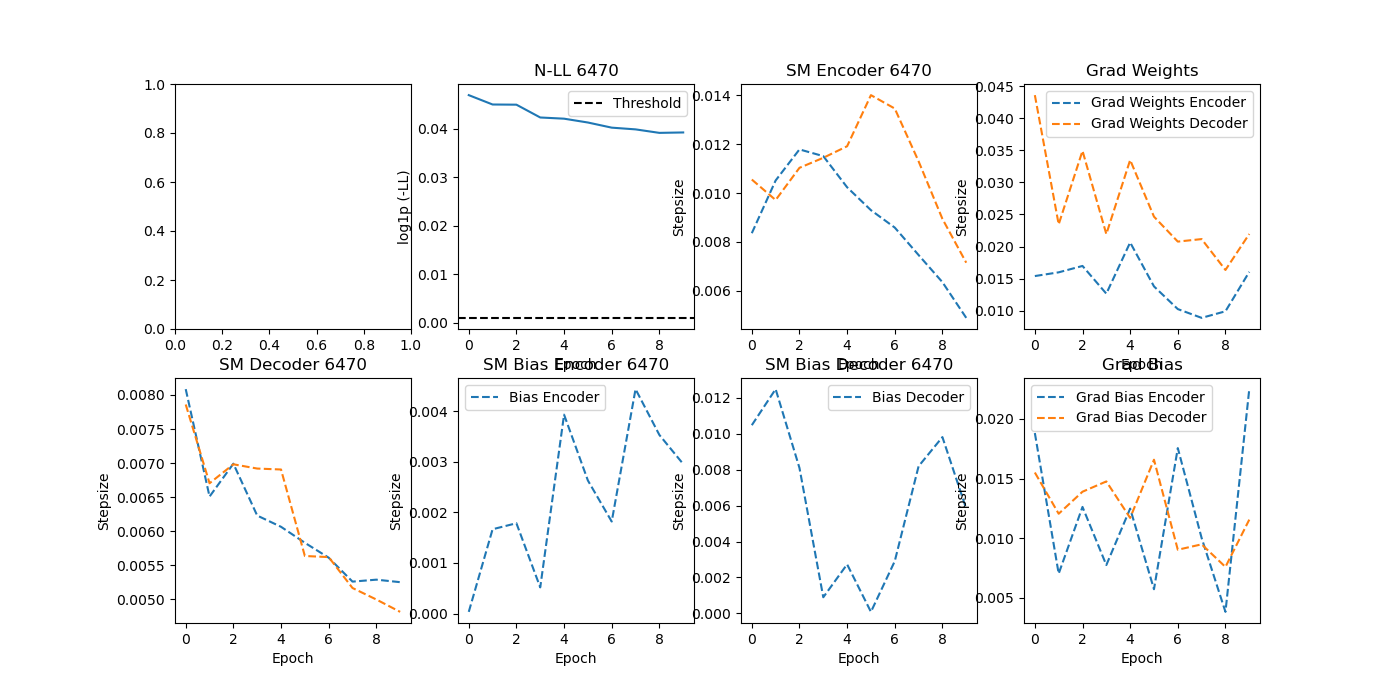 N-LL 6470
SM Encoder 6470
Grad Weights
1.0
0.8
0.6
0.4
0.2
0.0
0.0 0.2 0.4 0.6 0.8 1.0
log1p (-LL)
0.04
0.03
0.02
0.01
0.00
Threshold
0 2 4 6 8
Epoch
Stepsize
0.014
0.012
0.010
0.008
0.006
0 2 4 6 8
Epoch
Stepsize
0.045
0.040
0.035
0.030
0.025
0.020
0.015
0.010
Grad Weights Encoder
Grad Weights Decoder
0 2 4 6 8
Epoch
SM Decoder 6470
SM Bias Encoder 6470
SM Bias Decoder 6470
Grad Bias
Stepsize
0.0080
0.0075
0.0070
0.0065
0.0060
0.0055
0.0050
0 2 4 6 8
Epoch
Stepsize
0.004
0.003
0.002
0.001
0.000
Bias Encoder
0 2 4 6 8
Epoch
Stepsize
0.012
0.010
0.008
0.006
0.004
0.002
0.000
Bias Decoder
0 2 4 6 8
Epoch
Stepsize
0.020
0.015
0.010
0.005
Grad Bias Encoder
Grad Bias Decoder
0 2 4 6 8
Epoch